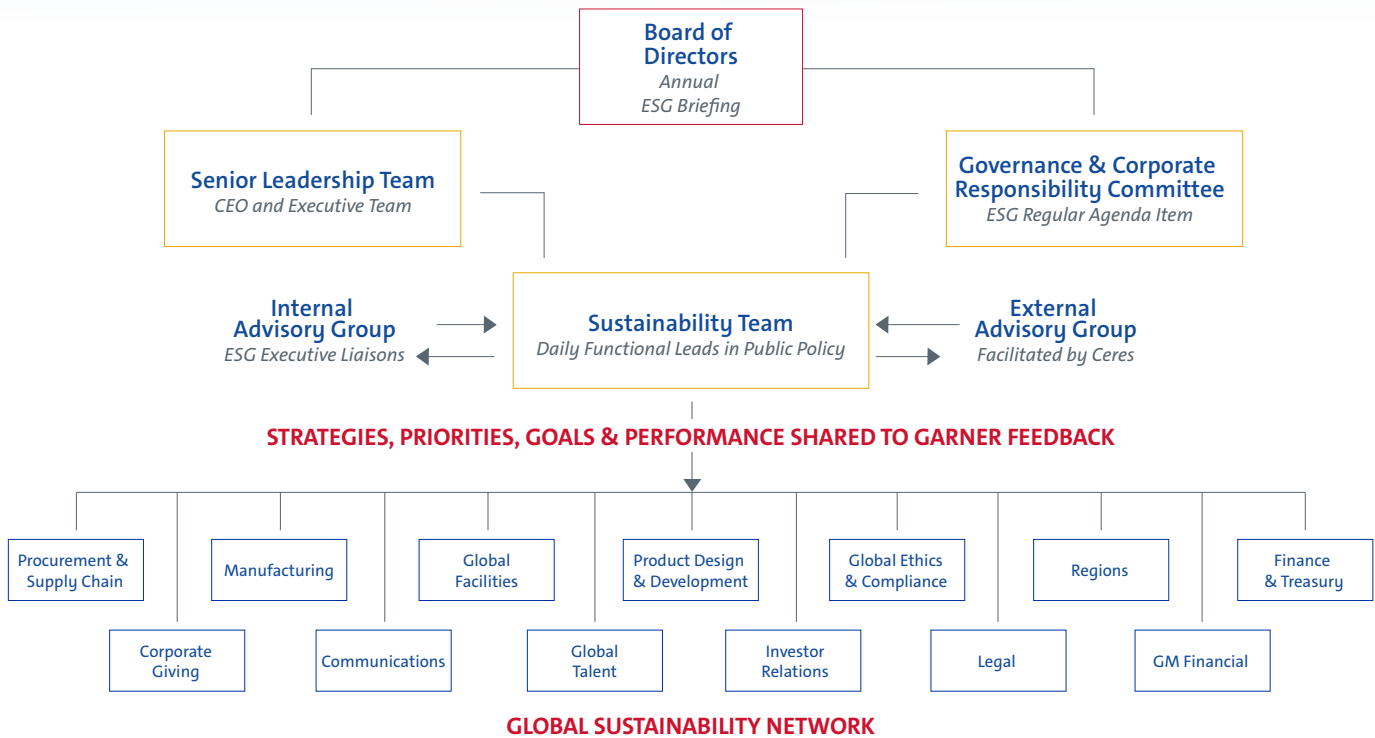 Board of
Directors
Annual
ESG Briefing
Senior Leadership Team
CEO and Executive Team
Governance & Corporate
Responsibility Committee
ESG Regular Agenda Item
Internal
Advisory Group
ESG Executive Liaisons
Sustainability Team
Daily Functional Leads in Public Policy
External
Advisory Group
Facilitated by Ceres
STRATEGIES, PRIORITIES, GOALS & PERFORMANCE SHARED TO GARNER FEEDBACK
Procurement &
Supply Chain
Manufacturing
Global
Facilities
Product Design
& Development
Global Ethics
& Compliance
Regions
Finance
& Treasury
Corporate
Giving
Communications
Global
Talent
Investor
Relations
Legal
GM Financial
GLOBAL SUSTAINABILITY NETWORK